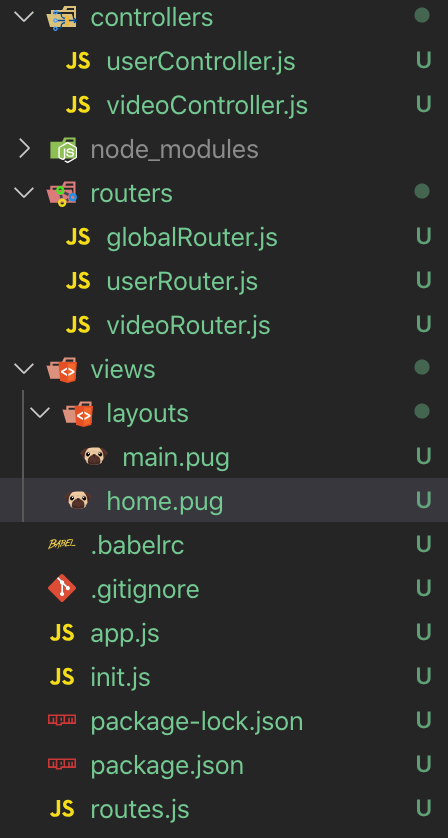 controllers
JS userController.js U
JS videoController.js U
JS node_modules
routers
JS globalRouter.js U
JS userRouter.js U
JS videoRouter.js U
views
layouts
main.pug U
home.pug U
BABEL .babelrc U
.gitignore U
JS app.js U
JS init.js U
package-lock.json U
package.json U
JS routes.js U